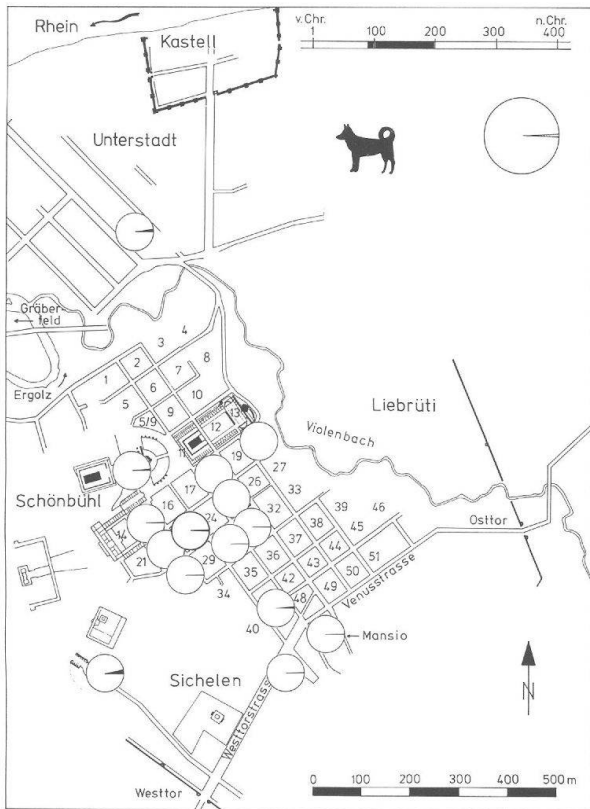 Rhein
Kastell
v. Chr.
n. Chr.
1
100
200
300
400
Unterstadt
Gräber-
feld
Ergolz
1
2
3
4
5
6
7
8
5/9
9
10
11
12
13
Liebrüti
Violenbach
Schönbühl
14
16
17
19
21
24
26
27
29
32
33
34
35
36
37
38
39
40
42
43
44
45
46
48
49
50
51
Osttor
Venusstrasse
Mansio
Sichelen
Westtorstrasse
Westtor
N
0
100
200
300
400
500 m